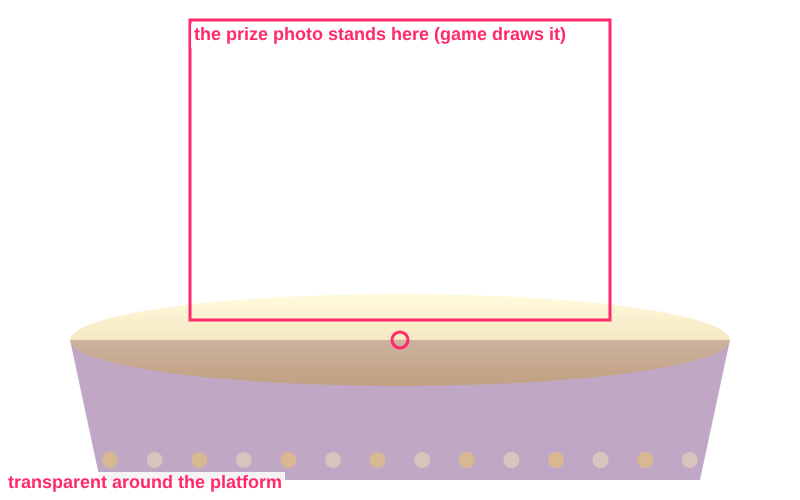 the prize photo stands here (game draws it)
transparent around the platform